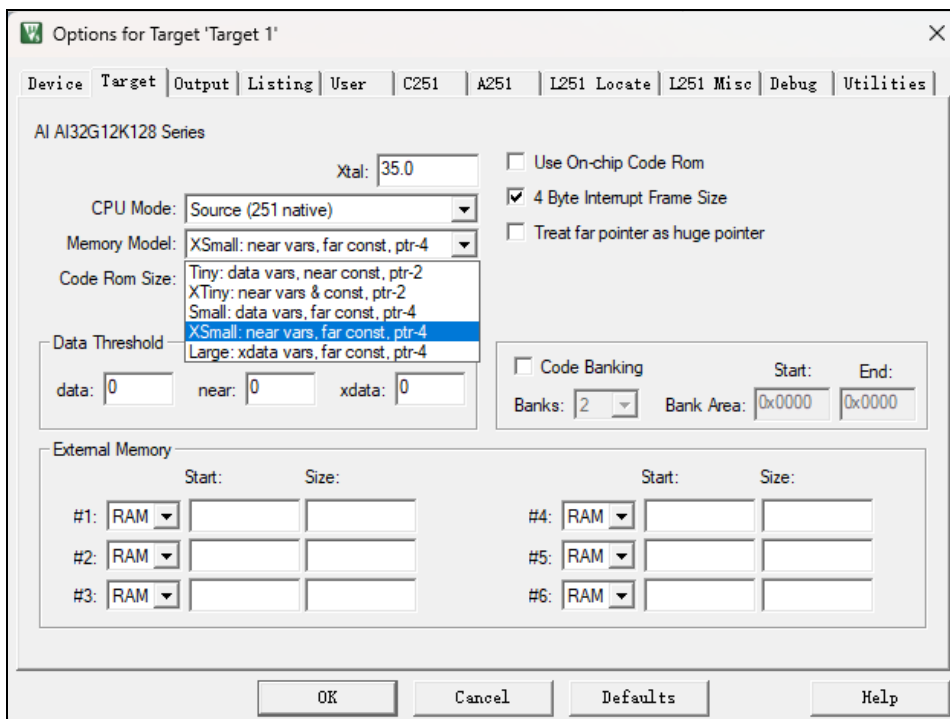 Options for Target 'Target 1'
Device Target Output Listing User C251 A251 L251 Locate L251 Misc Debug Utilities
AI AI32G12K128 Series
Xtal: 35.0
Use On-chip Code Rom
CPU Mode: Source (251 native)
4 Byte Interrupt Frame Size
Memory Model: XSmall: near vars, far const, ptr-4
Treat far pointer as huge pointer
Code Rom Size:
Tiny: data vars, near const, ptr-2
XTiny: near vars & const, ptr-2
Small: data vars, far const, ptr-4
XSmall: near vars, far const, ptr-4
Large: xdata vars, far const, ptr-4
Data Threshold
data: 0 near: 0 xdata: 0
Code Banking Start: End:
Banks: 2 Bank Area: 0x0000 0x0000
External Memory
Start: Size: Start: Size:
#1: RAM #4: RAM
#2: RAM #5: RAM
#3: RAM #6: RAM
OK Cancel Defaults Help